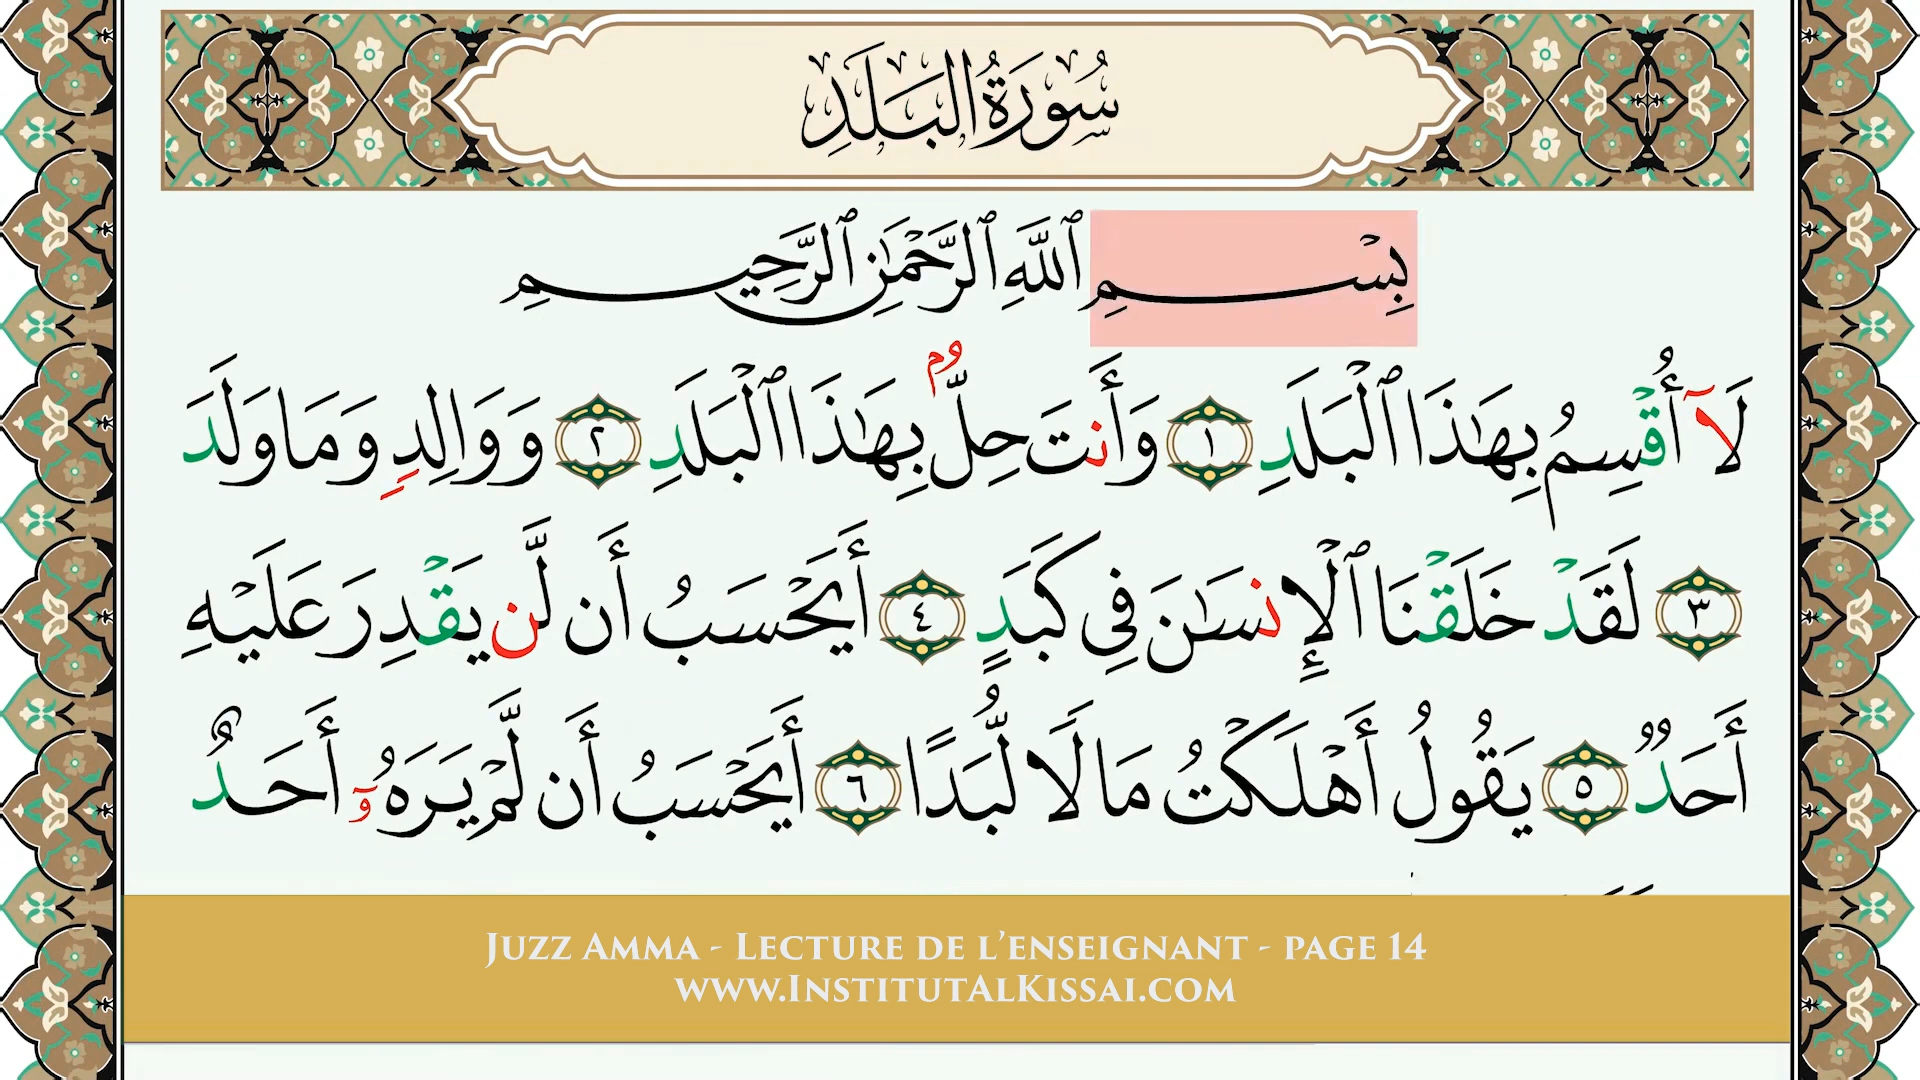 سُورَةُ البَلَدِ
بِسْمِ ٱللَّهِ ٱلرَّحْمَٰنِ ٱلرَّحِيمِ
لَآ أُقْسِمُ بِهَٰذَا ٱلْبَلَدِ ١ وَأَنتَ حِلٌّۢ بِهَٰذَا ٱلْبَلَدِ ٢ وَوَالِدٍ وَمَا وَلَدَ
٣ لَقَدْ خَلَقْنَا ٱلْإِنسَٰنَ فِى كَبَدٍ ٤ أَيَحْسَبُ أَن لَّن يَقْدِرَ عَلَيْهِ
أَحَدٌ ٥ يَقُولُ أَهْلَكْتُ مَالًا لُّبَدًا ٦ أَيَحْسَبُ أَن لَّمْ يَرَهُۥٓ أَحَدٌ
Juzz Amma - Lecture de l’enseignant - page 14
www.InstitutAlKissai.com